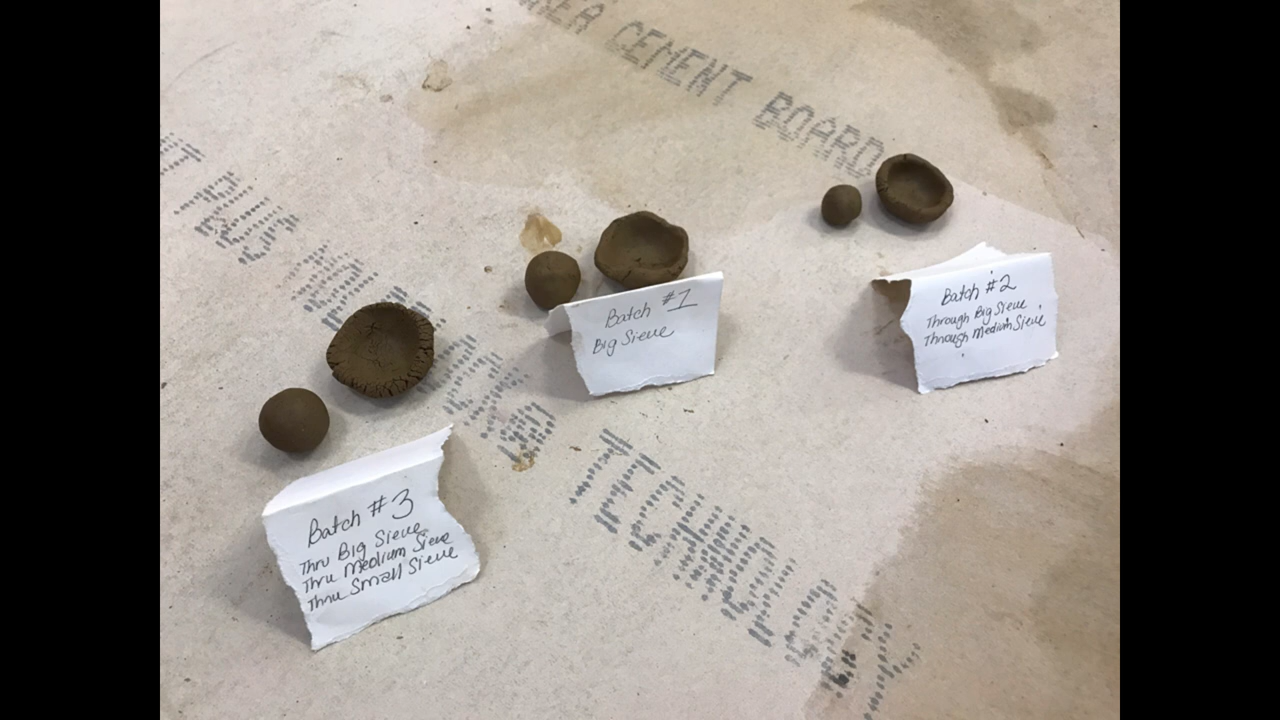 REA CEMENT BOARD
TECHNOLOGY
Batch #1
Big Sieve
Batch #2
Through Big Sieve
Through Medium Sieve
Batch #3
Thru Big Sieve
Thru Medium Sieve
Thru Small Sieve